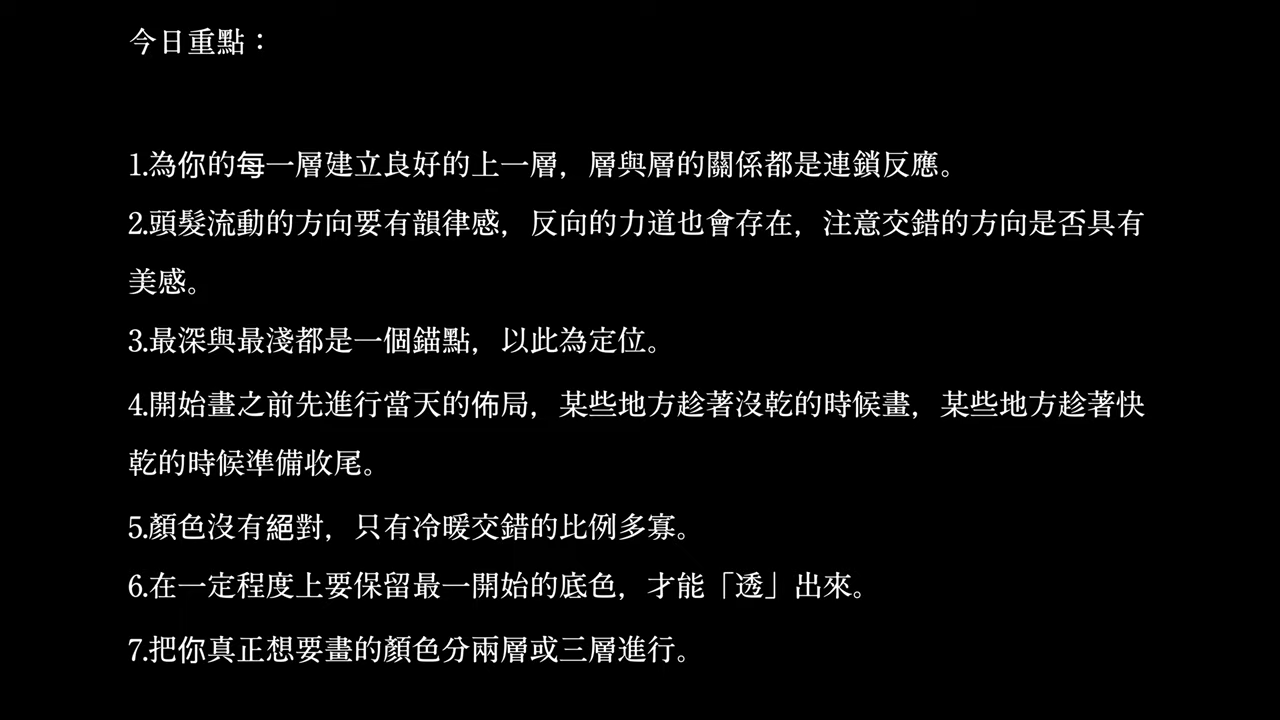 今日重點：
1.為你的每一層建立良好的上一層，層與層的關係都是連鎖反應。
2.頭髮流動的方向要有韻律感，反向的力道也會存在，注意交錯的方向是否具有
美感。
3.最深與最淺都是一個錨點，以此為定位。
4.開始畫之前先進行當天的佈局，某些地方趁著沒乾的時候畫，某些地方趁著快
乾的時候準備收尾。
5.顏色沒有絕對，只有冷暖交錯的比例多寡。
6.在一定程度上要保留最一開始的底色，才能「透」出來。
7.把你真正想要畫的顏色分兩層或三層進行。